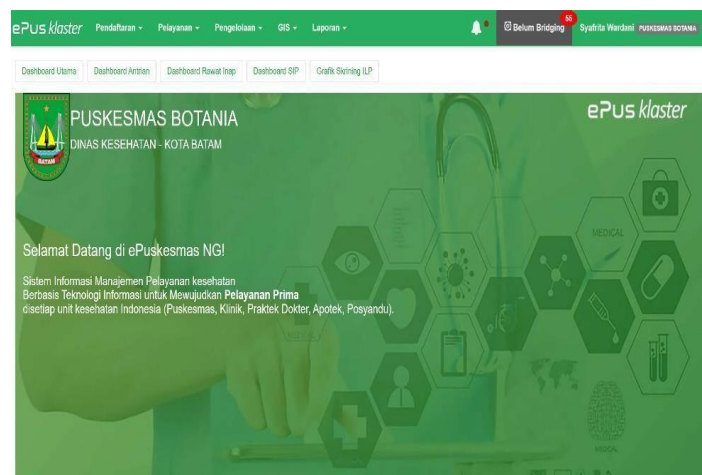 ePus klaster Pendaftaran Pelayanan Pengelolaan GIS Laporan 55 Belum Bridging Syafrita Wardani PUSKESMAS BOTANIA
Dashboard Utama Dashboard Antrian Dashboard Rawat Inap Dashboard SIP Grafik Skrining ILP
PUSKESMAS BOTANIA
DINAS KESEHATAN - KOTA BATAM
BATAM
ePus klaster
MEDICAL
Selamat Datang di ePuskesmas NG!
Sistem Informasi Manajemen Pelayanan kesehatan
Berbasis Teknologi Informasi untuk Mewujudkan Pelayanan Prima
disetiap unit kesehatan Indonesia (Puskesmas, Klinik, Praktek Dokter, Apotek, Posyandu).
MEDICAL
MEDICAL